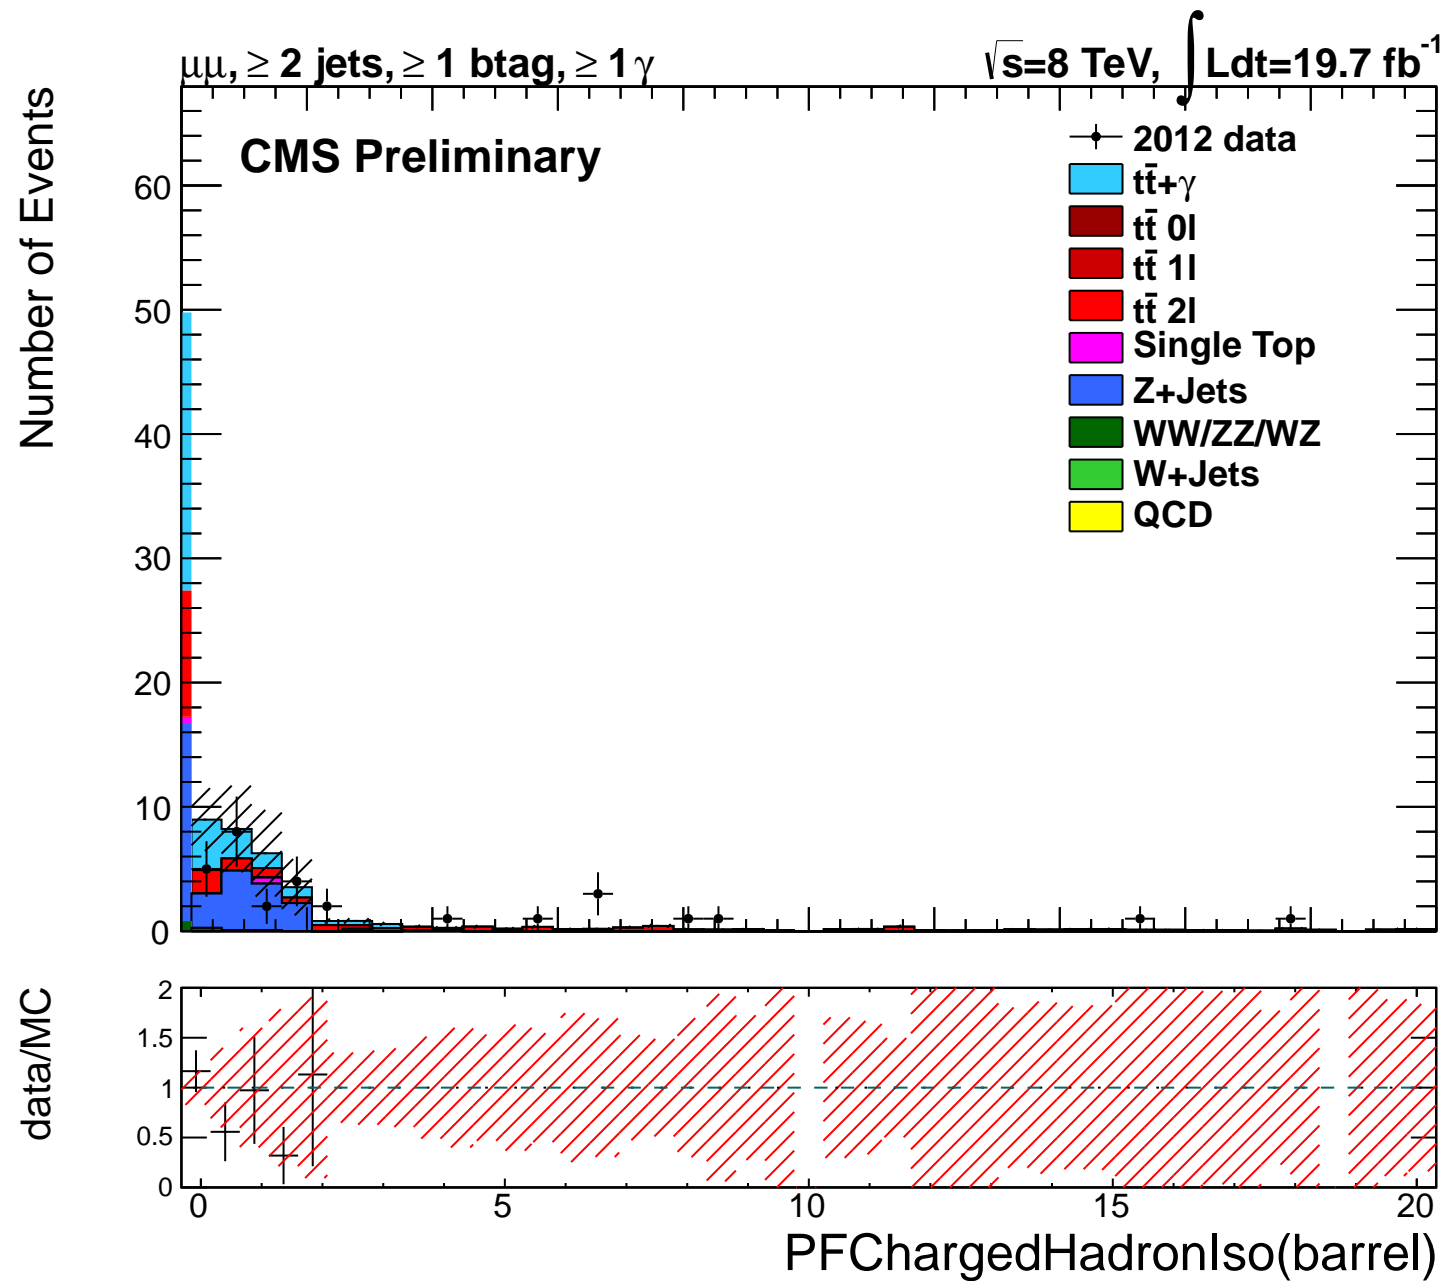 μμ, ≥ 2 jets, ≥ 1 btag, ≥ 1 γ
√s=8 TeV, ∫Ldt=19.7 fb⁻¹
Number of Events
CMS Preliminary
2012 data
tt̄+γ
tt̄ 0l
tt̄ 1l
tt̄ 2l
Single Top
Z+Jets
WW/ZZ/WZ
W+Jets
QCD
60
50
40
30
20
10
0
data/MC
2
1.5
1
0.5
0
0 5 10 15 20
PFChargedHadronIso(barrel)